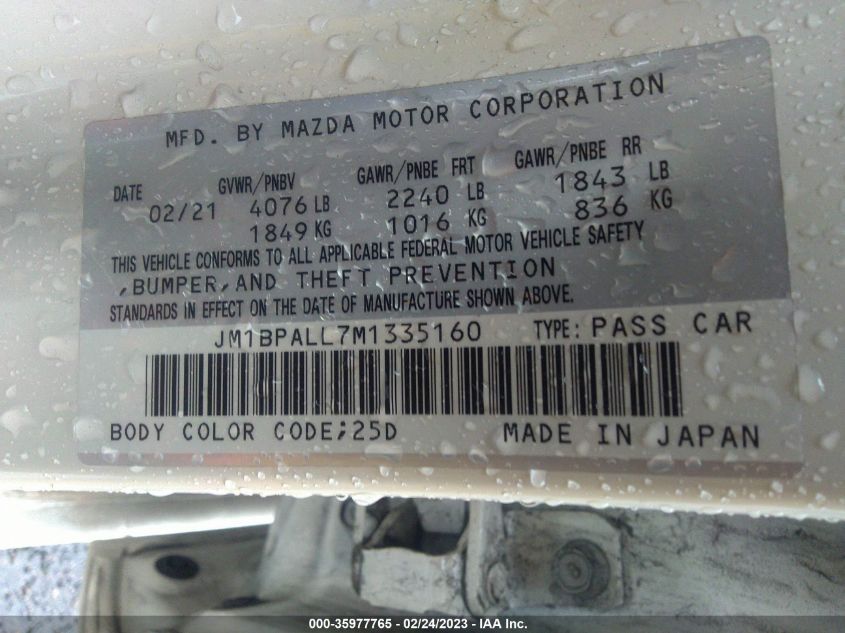 MFD. BY MAZDA MOTOR CORPORATION
DATE GVWR/PNBV GAWR/PNBE FRT GAWR/PNBE RR
02/21 4076 LB 2240 LB 1843 LB
1849 KG 1016 KG 836 KG
THIS VEHICLE CONFORMS TO ALL APPLICABLE FEDERAL MOTOR VEHICLE SAFETY
,BUMPER,AND THEFT PREVENTION
STANDARDS IN EFFECT ON THE DATE OF MANUFACTURE SHOWN ABOVE.
JM1BPALL7M1335160 TYPE: PASS CAR
BODY COLOR CODE;25D MADE IN JAPAN
000-35977765 - 02/24/2023 - IAA Inc.